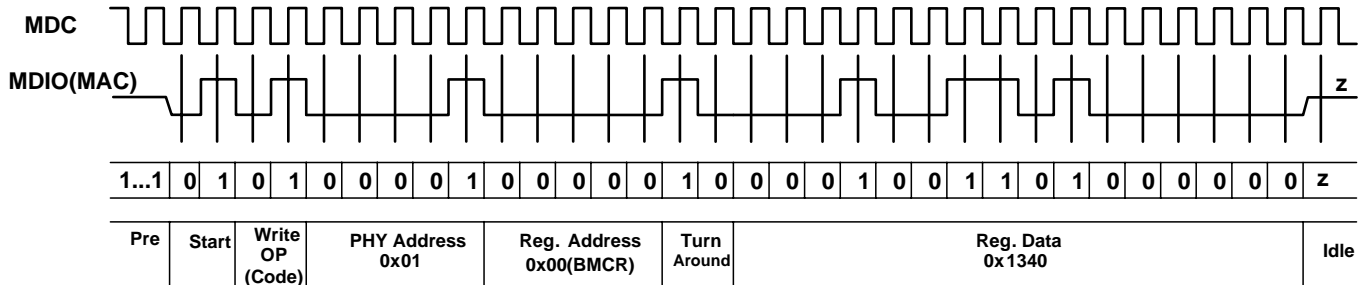 MDC
MDIO(MAC)
z
1...1 0 1 0 1 0 0 0 0 1 0 0 0 0 0 1 0 0 0 0 1 0 0 1 1 0 1 0 0 0 0 0 0 z
Pre Start Write OP (Code) PHY Address 0x01 Reg. Address 0x00(BMCR) Turn Around Reg. Data 0x1340 Idle